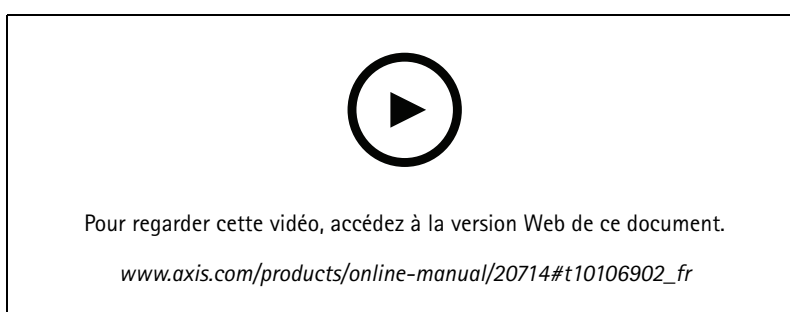 Pour regarder cette vidéo, accédez à la version Web de ce document.
www.axis.com/products/online-manual/20714#t10106902_fr